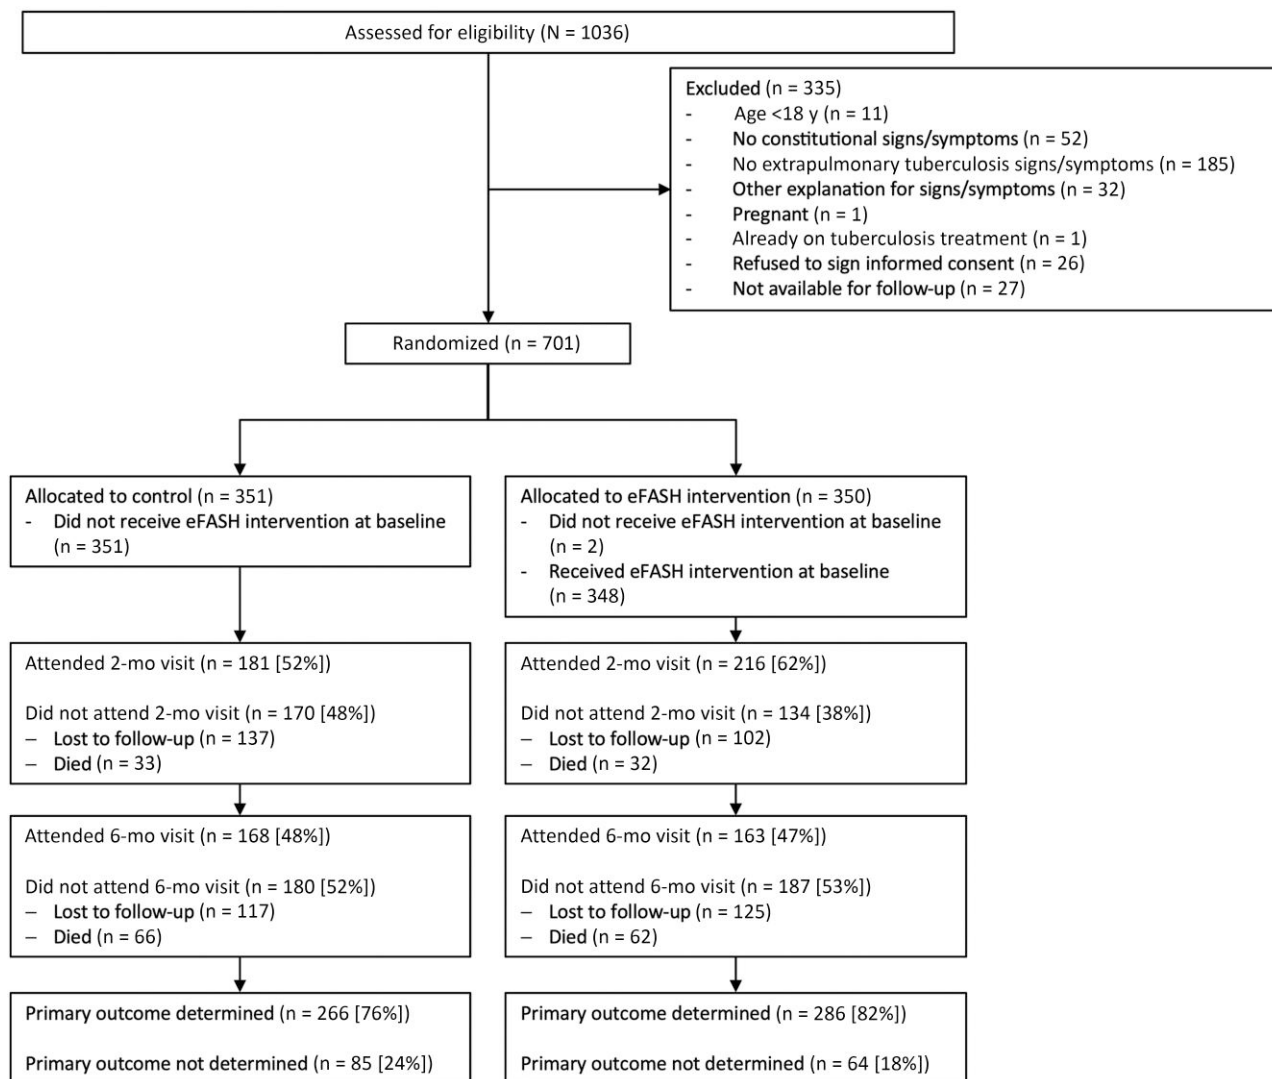 Assessed for eligibility (N = 1036)
Excluded (n = 335)
- Age <18 y (n = 11)
- No constitutional signs/symptoms (n = 52)
- No extrapulmonary tuberculosis signs/symptoms (n = 185)
- Other explanation for signs/symptoms (n = 32)
- Pregnant (n = 1)
- Already on tuberculosis treatment (n = 1)
- Refused to sign informed consent (n = 26)
- Not available for follow-up (n = 27)
Randomized (n = 701)
Allocated to control (n = 351)
- Did not receive eFASH intervention at baseline
(n = 351)
Allocated to eFASH intervention (n = 350)
- Did not receive eFASH intervention at baseline
(n = 2)
- Received eFASH intervention at baseline
(n = 348)
Attended 2-mo visit (n = 181 [52%])
Did not attend 2-mo visit (n = 170 [48%])
– Lost to follow-up (n = 137)
– Died (n = 33)
Attended 2-mo visit (n = 216 [62%])
Did not attend 2-mo visit (n = 134 [38%])
– Lost to follow-up (n = 102)
– Died (n = 32)
Attended 6-mo visit (n = 168 [48%])
Did not attend 6-mo visit (n = 180 [52%])
– Lost to follow-up (n = 117)
– Died (n = 66)
Attended 6-mo visit (n = 163 [47%])
Did not attend 6-mo visit (n = 187 [53%])
– Lost to follow-up (n = 125)
– Died (n = 62)
Primary outcome determined (n = 266 [76%])
Primary outcome not determined (n = 85 [24%])
Primary outcome determined (n = 286 [82%])
Primary outcome not determined (n = 64 [18%])